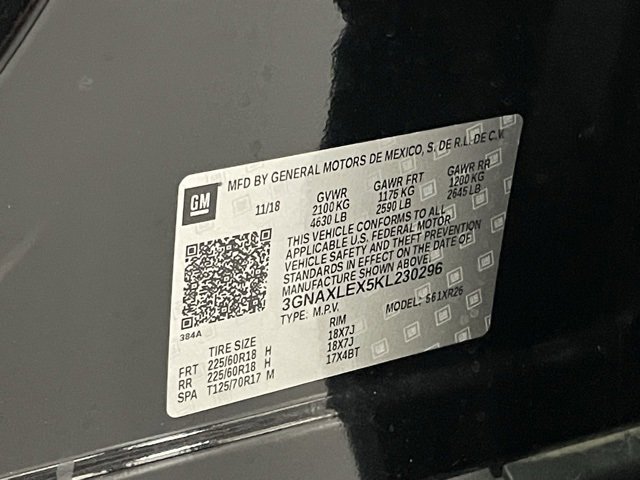 GM
MFD BY GENERAL MOTORS DE MEXICO, S. DE R.L. DE C.V.
11/18
GVWR GAWR FRT GAWR RR
2100 KG 1175 KG 1200 KG
4630 LB 2590 LB 2645 LB
THIS VEHICLE CONFORMS TO ALL
APPLICABLE U.S. FEDERAL MOTOR
VEHICLE SAFETY AND THEFT PREVENTION
STANDARDS IN EFFECT ON THE DATE OF
MANUFACTURE SHOWN ABOVE.
3GNAXLEX5KL230296
TYPE: M.P.V. MODEL: S61XR26
384A
TIRE SIZE RIM
FRT 225/60R18 H 18X7J
RR 225/60R18 H 18X7J
SPA T125/70R17 M 17X4BT